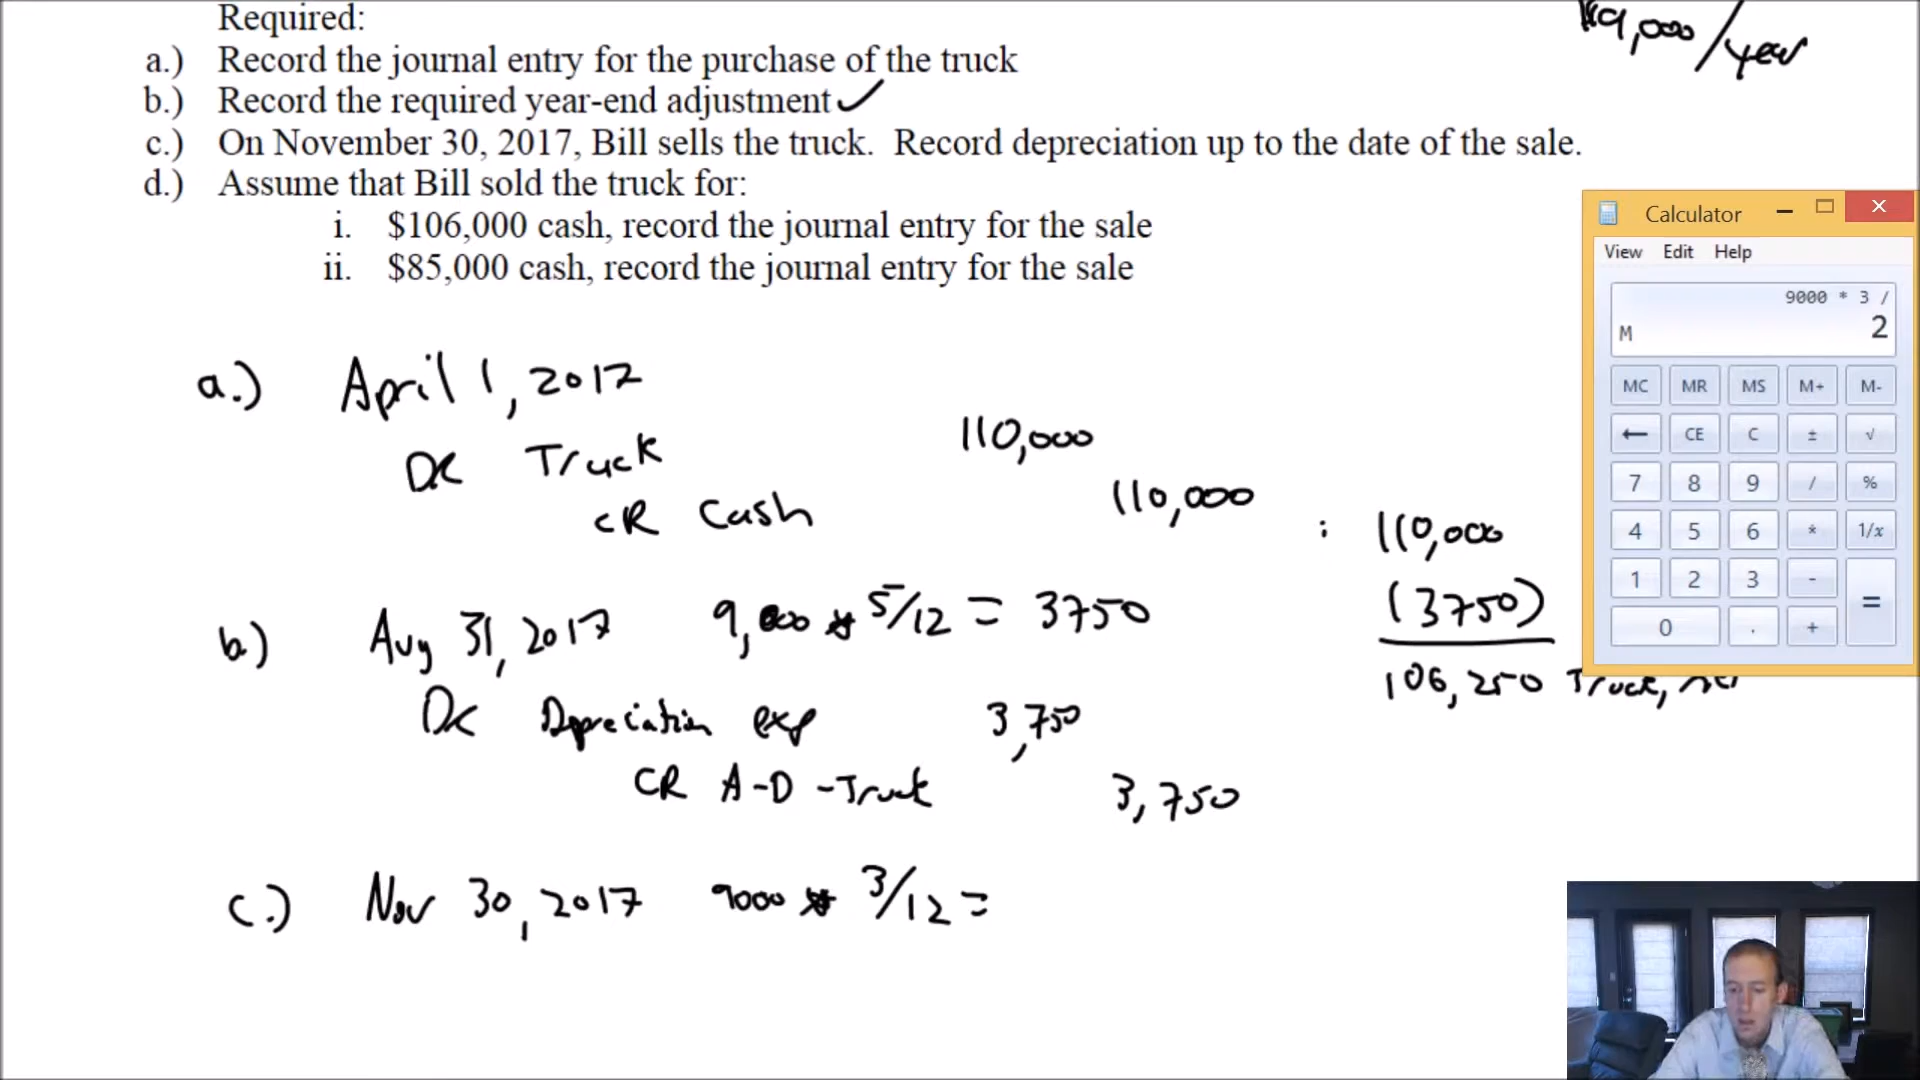 Required:
a.) Record the journal entry for the purchase of the truck
b.) Record the required year-end adjustment
c.) On November 30, 2017, Bill sells the truck. Record depreciation up to the date of the sale.
d.) Assume that Bill sold the truck for:
i. $106,000 cash, record the journal entry for the sale
ii. $85,000 cash, record the journal entry for the sale
9,000/year
Calculator
View Edit Help
9000 * 3 /
M 2
MC MR MS M+ M-
← CE C ± √
7 8 9 / %
4 5 6 * 1/x
1 2 3 - =
0 . +
a.) April 1, 2017
DR Truck 110,000
CR Cash 110,000
: 110,000
(3750)
106,250 Truck,
b) Aug 31, 2017 9,000 * 5/12 = 3750
DR Depreciation exp 3,750
CR A-D-Truck 3,750
c.) Nov 30, 2017 9000 * 3/12 =